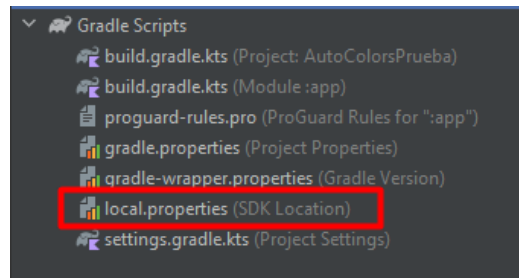 Gradle Scripts
build.gradle.kts (Project: AutoColorsPrueba)
build.gradle.kts (Module :app)
proguard-rules.pro (ProGuard Rules for ":app")
gradle.properties (Project Properties)
gradle-wrapper.properties (Gradle Version)
local.properties (SDK Location)
settings.gradle.kts (Project Settings)